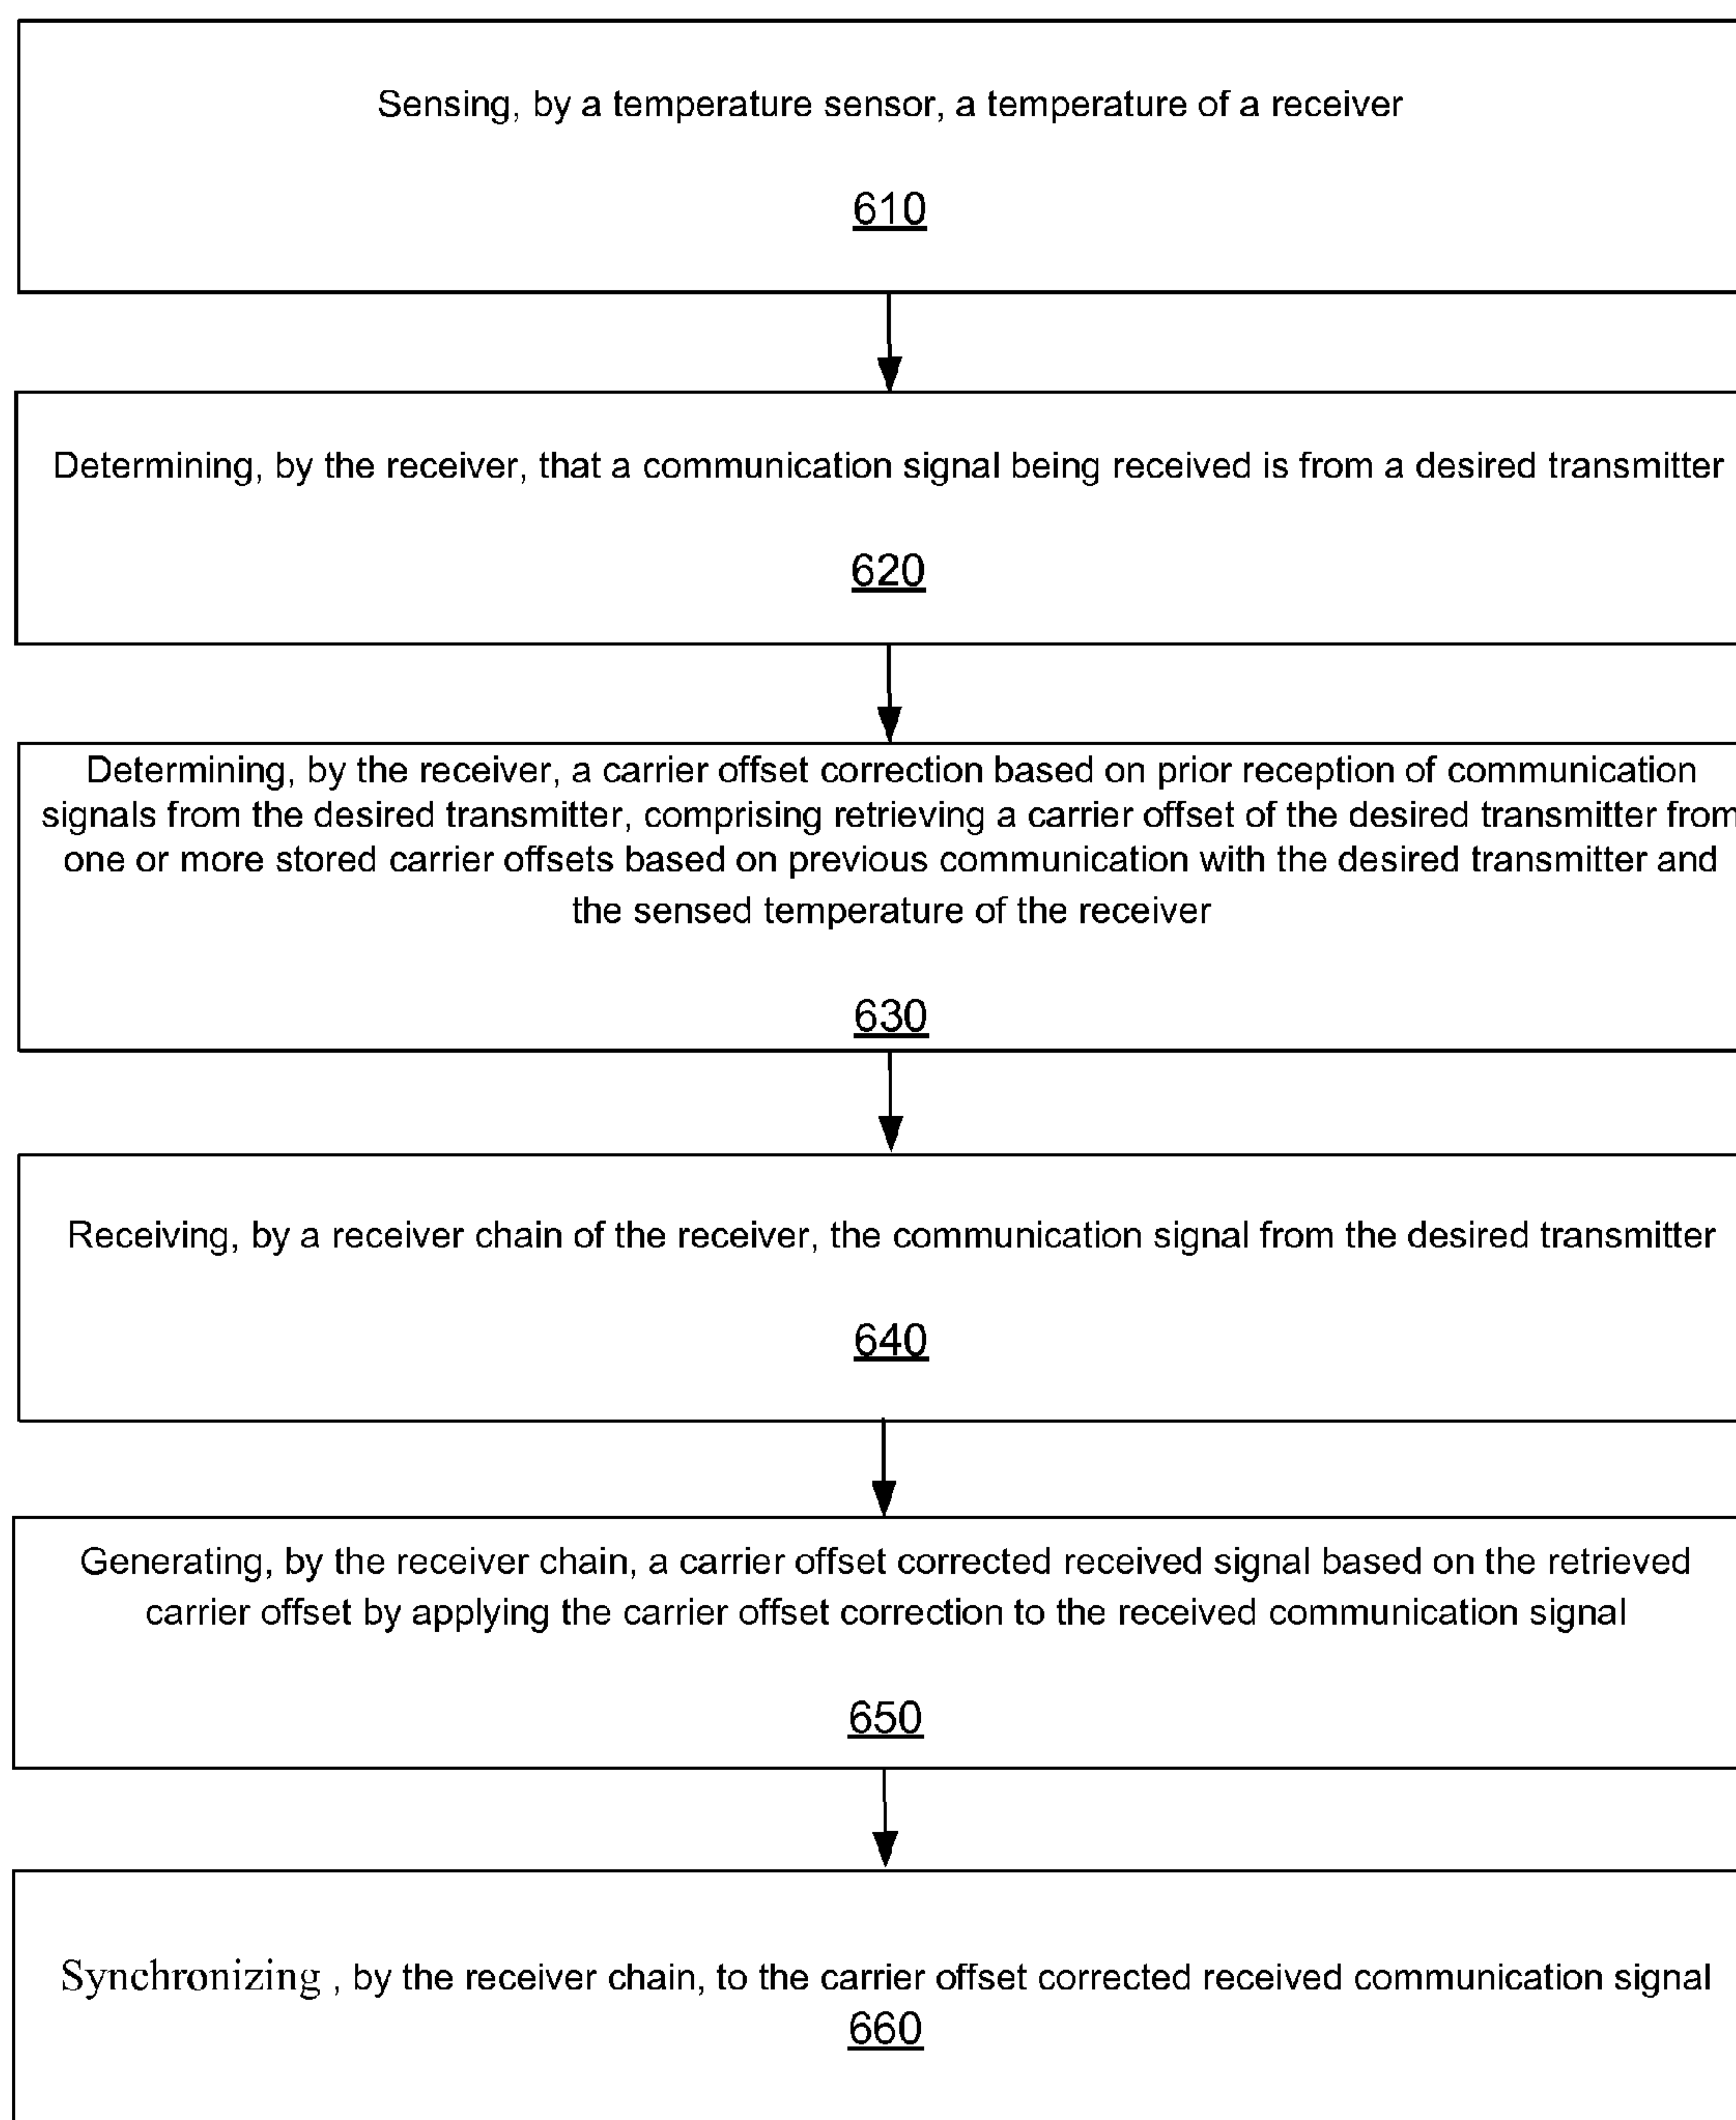 Sensing, by a temperature sensor, a temperature of a receiver
610
Determining, by the receiver, that a communication signal being received is from a desired transmitter
620
Determining, by the receiver, a carrier offset correction based on prior reception of communication
signals from the desired transmitter, comprising retrieving a carrier offset of the desired transmitter from
one or more stored carrier offsets based on previous communication with the desired transmitter and
the sensed temperature of the receiver
630
Receiving, by a receiver chain of the receiver, the communication signal from the desired transmitter
640
Generating, by the receiver chain, a carrier offset corrected received signal based on the retrieved
carrier offset by applying the carrier offset correction to the received communication signal
650
Synchronizing , by the receiver chain, to the carrier offset corrected received communication signal
660